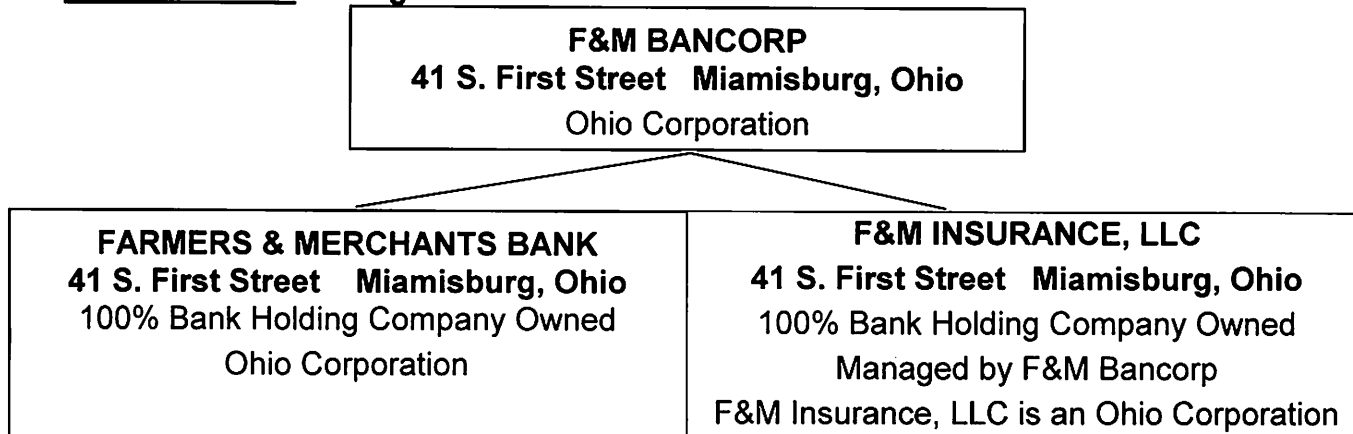 F&M BANCORP
41 S. First Street Miamisburg, Ohio
Ohio Corporation
FARMERS & MERCHANTS BANK
41 S. First Street Miamisburg, Ohio
100% Bank Holding Company Owned
Ohio Corporation
F&M INSURANCE, LLC
41 S. First Street Miamisburg, Ohio
100% Bank Holding Company Owned
Managed by F&M Bancorp
F&M Insurance, LLC is an Ohio Corporation